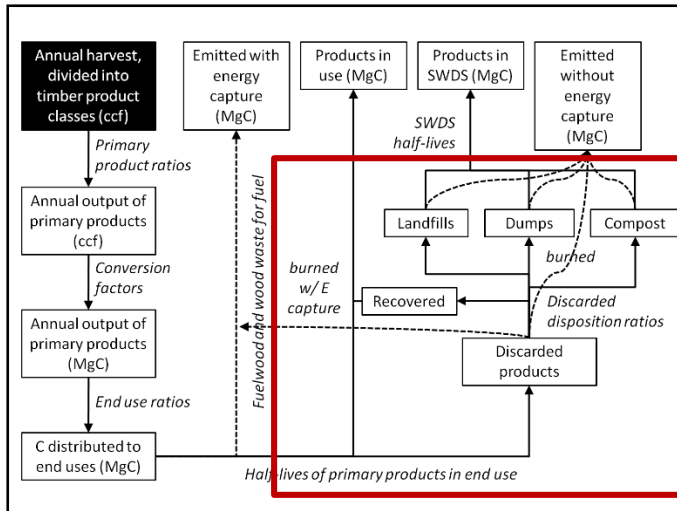 Annual harvest,
divided into
timber product
classes (ccf)
Emitted with
energy capture
(MgC)
Products in
use (MgC)
Products in
SWDS (MgC)
Emitted
without
energy capture
(MgC)
Primary
product ratios
SWDS
half-lives
Annual output of
primary products
(ccf)
Landfills
Dumps
Compost
Conversion
factors
burned
w/ E
capture
burned
Recovered
Discarded
disposition ratios
Fuelwood and wood waste for fuel
Annual output of
primary products
(MgC)
Discarded
products
End use ratios
C distributed to
end uses (MgC)
Half-lives of primary products in end use